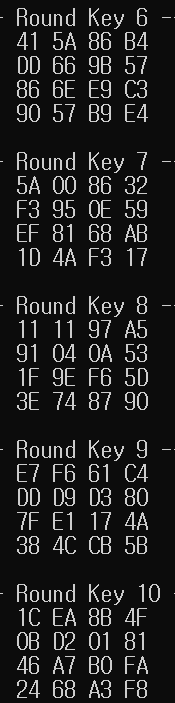 - Round Key 6 -
41 5A 86 B4
DD 66 9B 57
86 6E E9 C3
90 57 B9 E4
- Round Key 7 -
5A 00 86 32
F3 95 0E 59
EF 81 68 AB
1D 4A F3 17
- Round Key 8 -
11 11 97 A5
91 04 0A 53
1F 9E F6 5D
3E 74 87 90
- Round Key 9 -
E7 F6 61 C4
DD D9 D3 80
7F E1 17 4A
38 4C CB 5B
- Round Key 10 -
1C EA 8B 4F
0B D2 01 81
46 A7 B0 FA
24 68 A3 F8